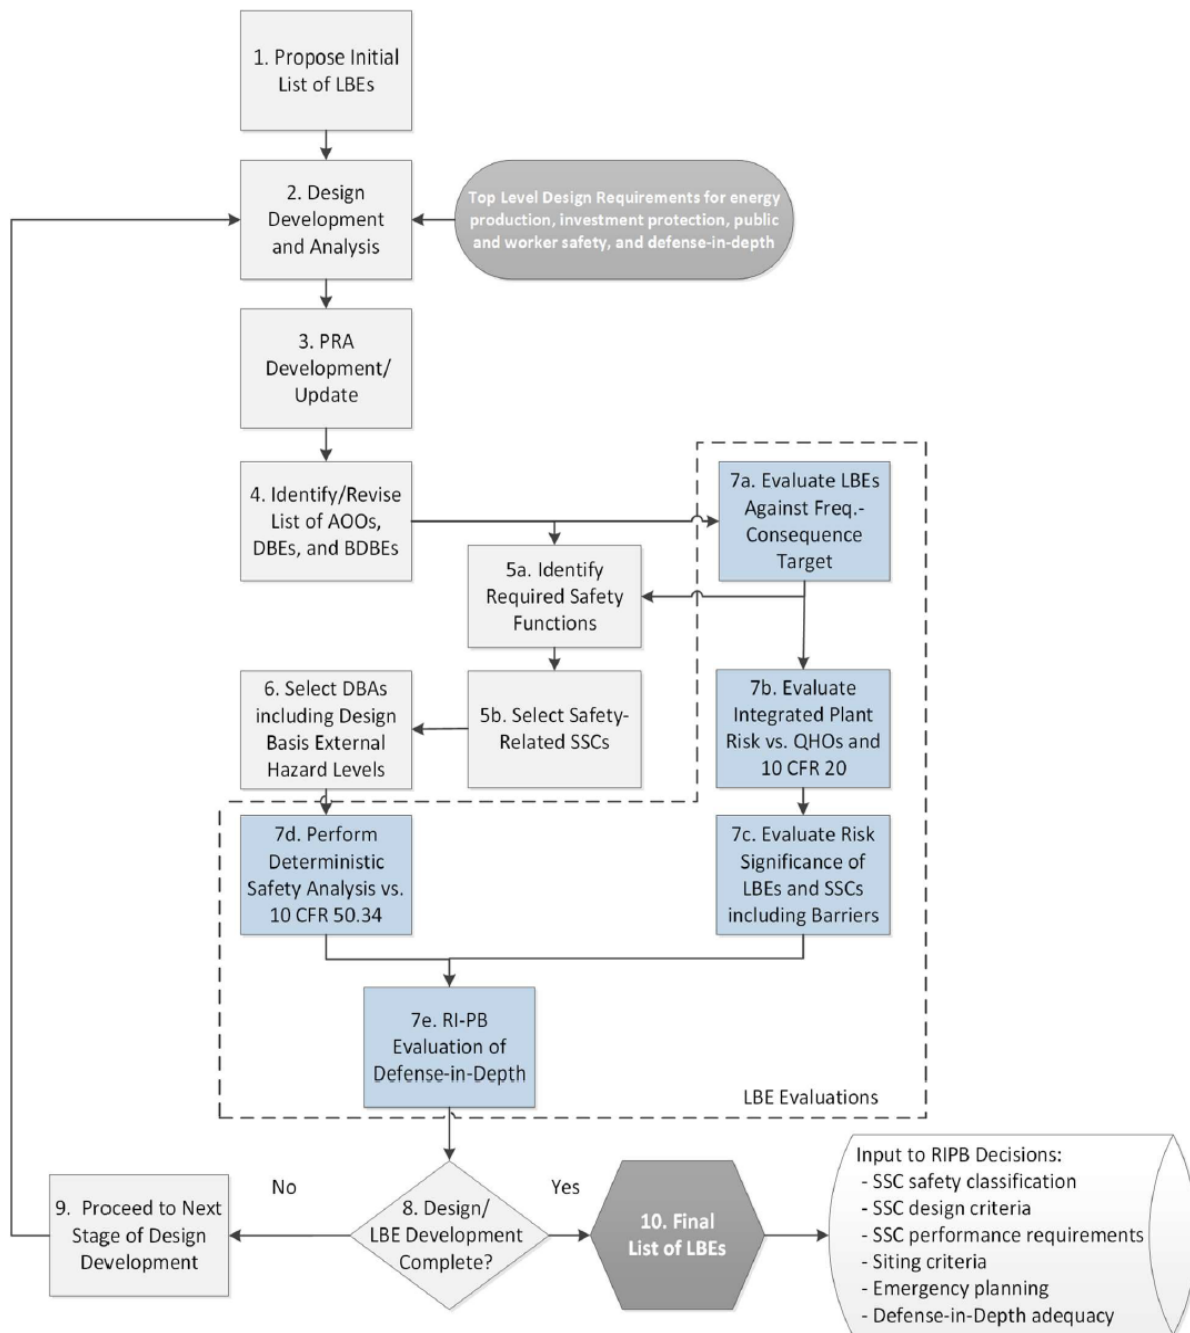 1. Propose Initial
List of LBEs
2. Design
Development
and Analysis
Top Level Design Requirements for energy
production, investment protection, public
and worker safety, and defense-in-depth
3. PRA
Development/
Update
4. Identify/Revise
List of AOOs,
DBEs, and BDBEs
7a. Evaluate LBEs
Against Freq.-
Consequence
Target
5a. Identify
Required Safety
Functions
6. Select DBAs
including Design
Basis External
Hazard Levels
5b. Select Safety-
Related SSCs
7b. Evaluate
Integrated Plant
Risk vs. QHOs and
10 CFR 20
7d. Perform
Deterministic
Safety Analysis vs.
10 CFR 50.34
7c. Evaluate Risk
Significance of
LBEs and SSCs
including Barriers
7e. RI-PB
Evaluation of
Defense-in-Depth
LBE Evaluations
9. Proceed to Next
Stage of Design
Development
No
8. Design/
LBE Development
Complete?
Yes
10. Final
List of LBEs
Input to RIPB Decisions:
- SSC safety classification
- SSC design criteria
- SSC performance requirements
- Siting criteria
- Emergency planning
- Defense-in-Depth adequacy